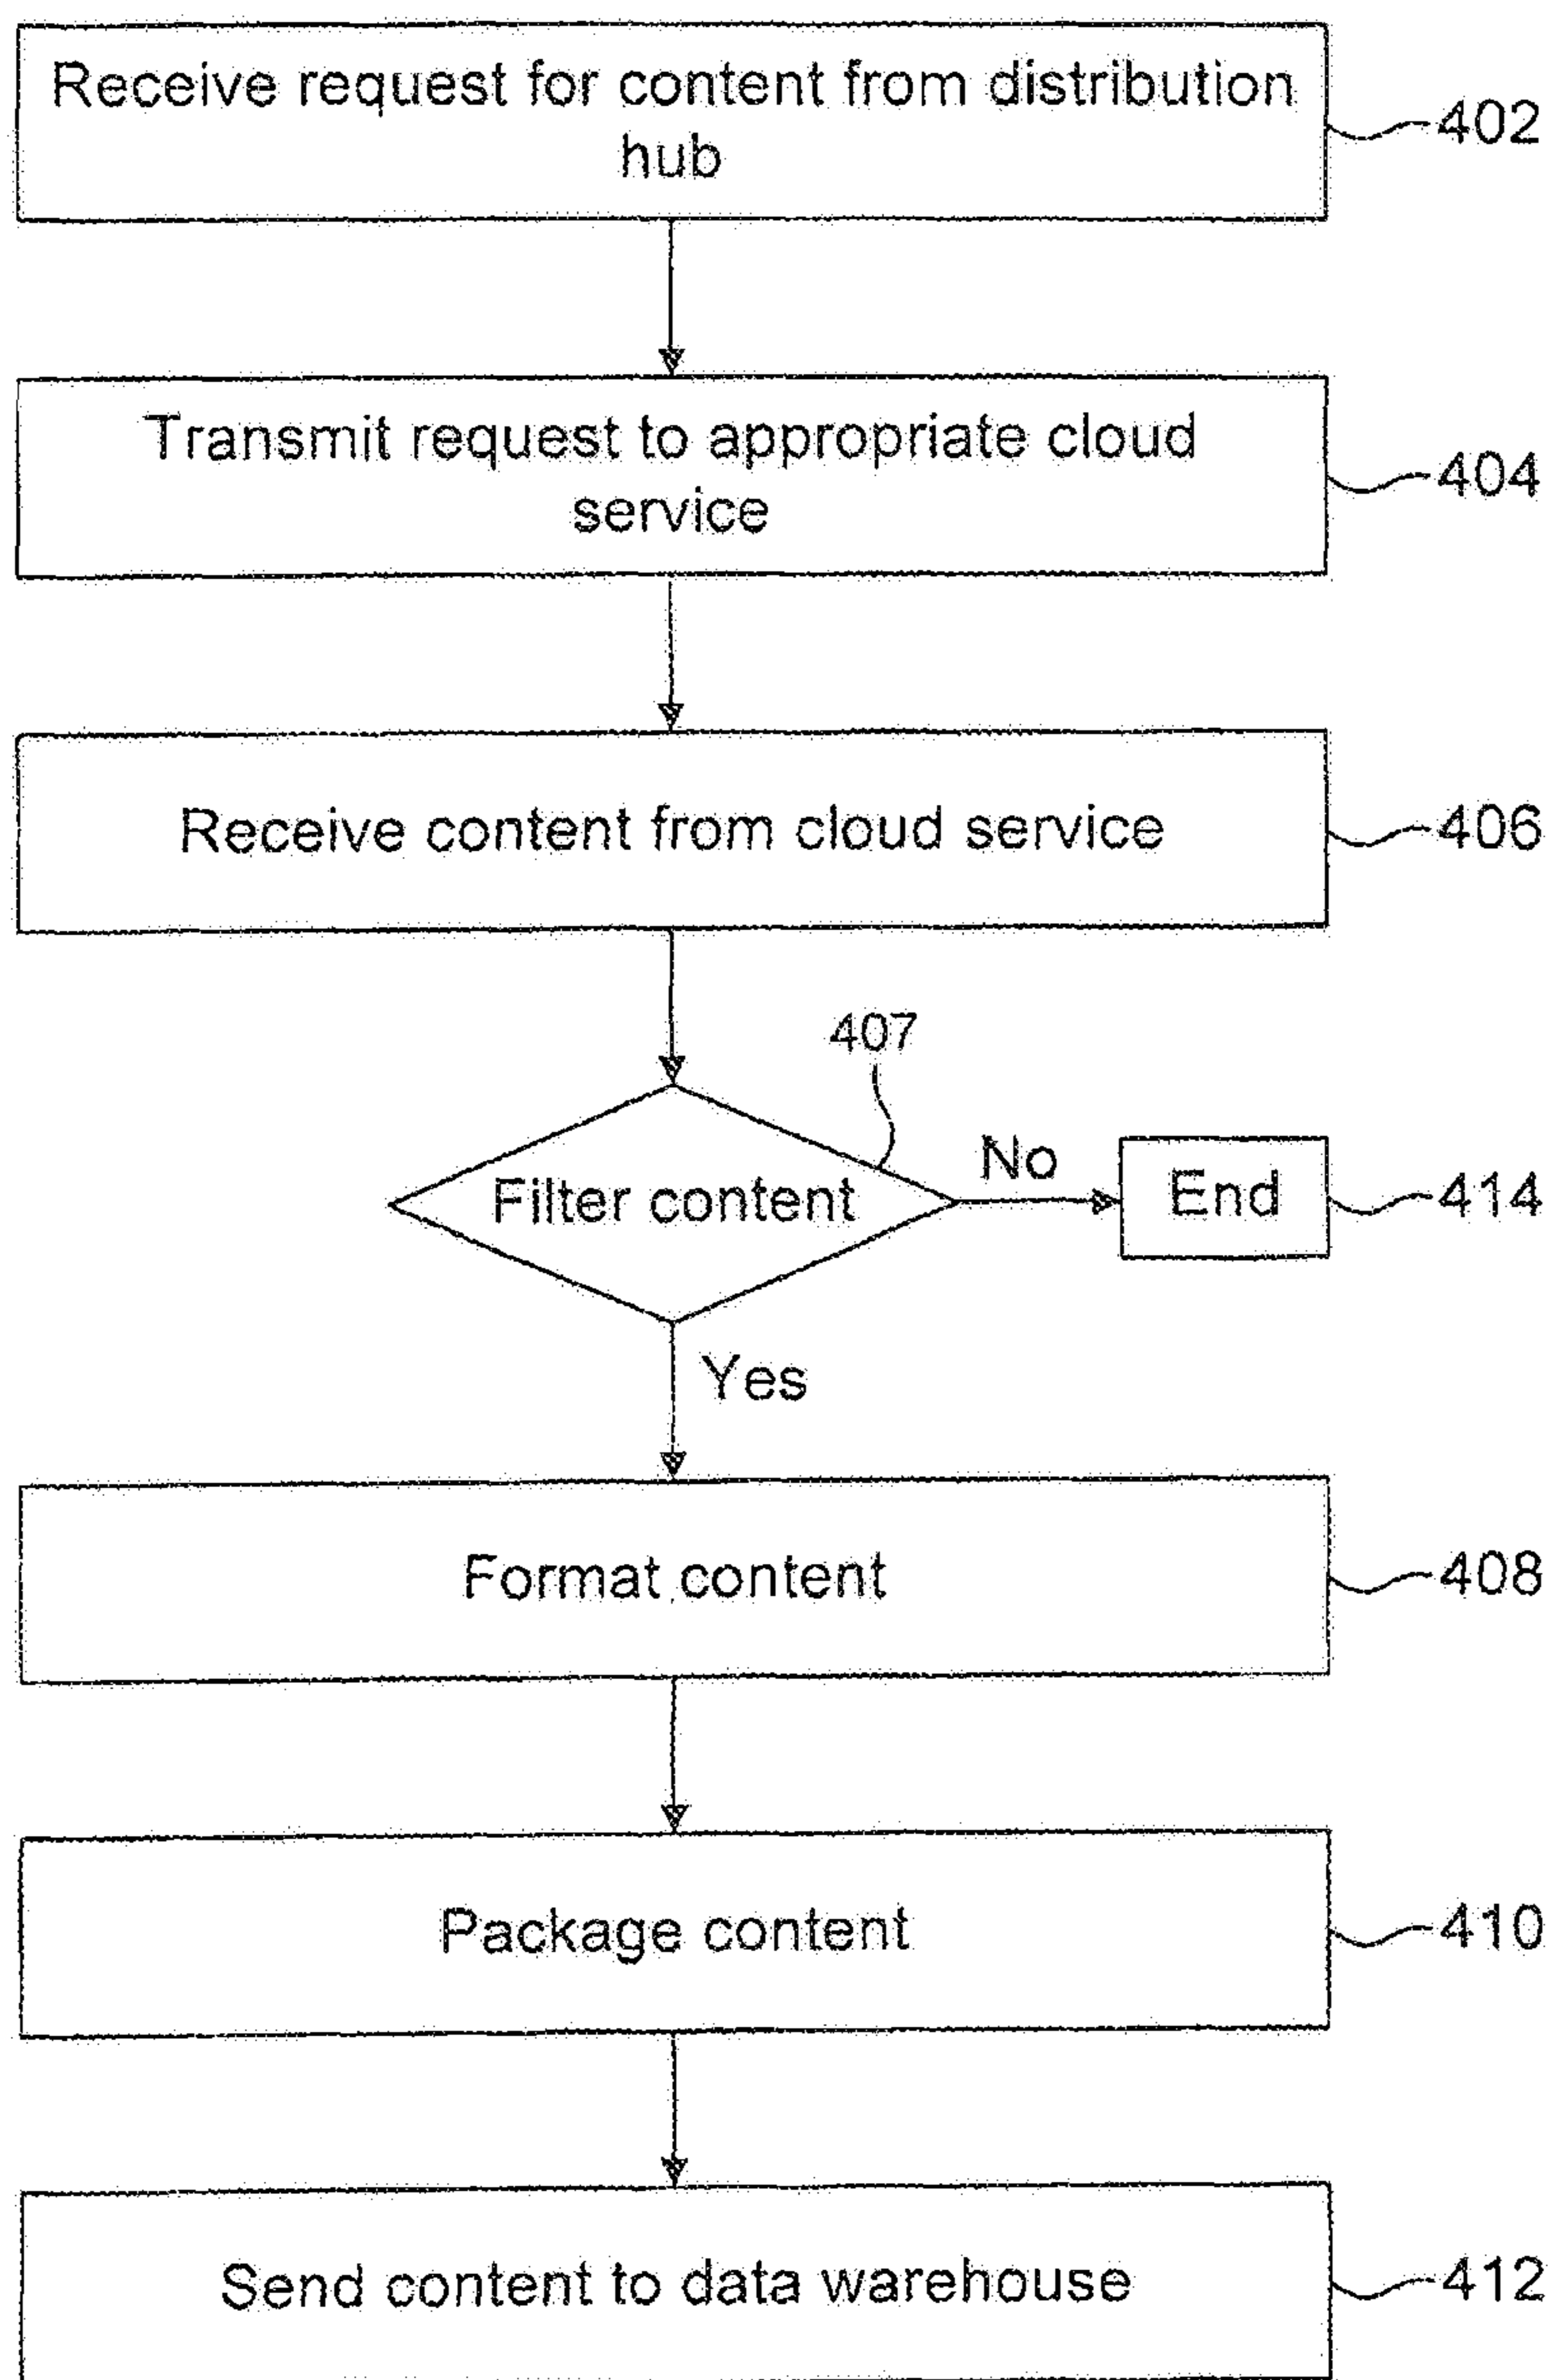 Receive request for content from distribution
hub
402
Transmit request to appropriate cloud
service
404
Receive content from cloud service
406
407
Filter content
No
End
414
Yes
Format content
408
Package content
410
Send content to data warehouse
412